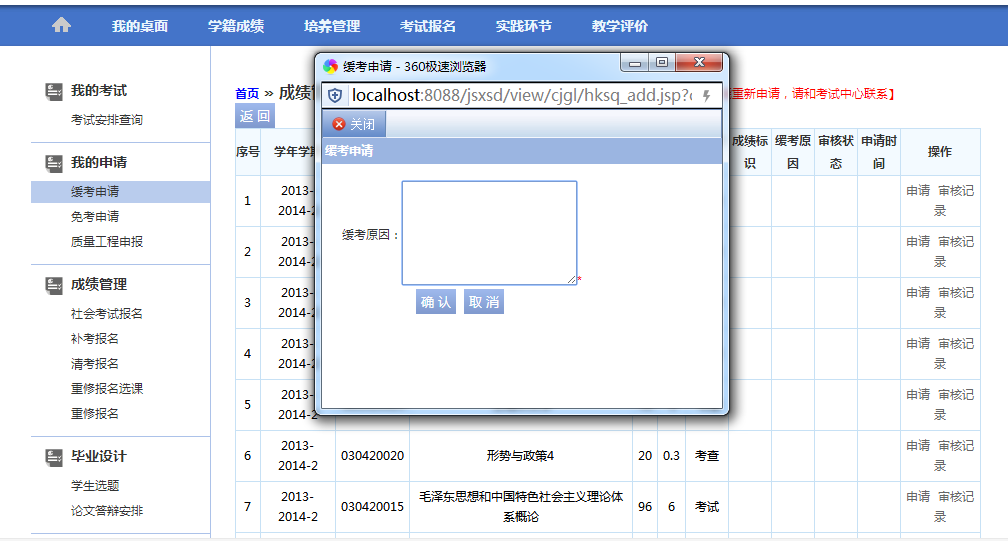 我的桌面 学籍成绩 培养管理 考试报名 实践环节 教学评价
我的考试
考试安排查询
我的申请
缓考申请
免考申请
质量工程申报
成绩管理
社会考试报名
补考报名
清考报名
重修报名选课
重修报名
毕业设计
学生选题
论文答辩安排
首页 » 成绩
重新申请，请和考试中心联系】
返 回
缓考申请 - 360极速浏览器
localhost:8088/jsxsd/view/cjgl/hksq_add.jsp?
关闭
缓考申请
缓考原因：
*
确 认 取 消
序号 学年学期 成绩标识 缓考原因 审核状态 申请时间 操作
1 2013-2014-2 申请 审核记录
2 2013-2014-2 申请 审核记录
3 2013-2014-2 申请 审核记录
4 2013-2014-2 申请 审核记录
5 2013-2014-2 申请 审核记录
6 2013-2014-2 030420020 形势与政策4 20 0.3 考查 申请 审核记录
7 2013-2014-2 030420015 毛泽东思想和中国特色社会主义理论体系概论 96 6 考试 申请 审核记录